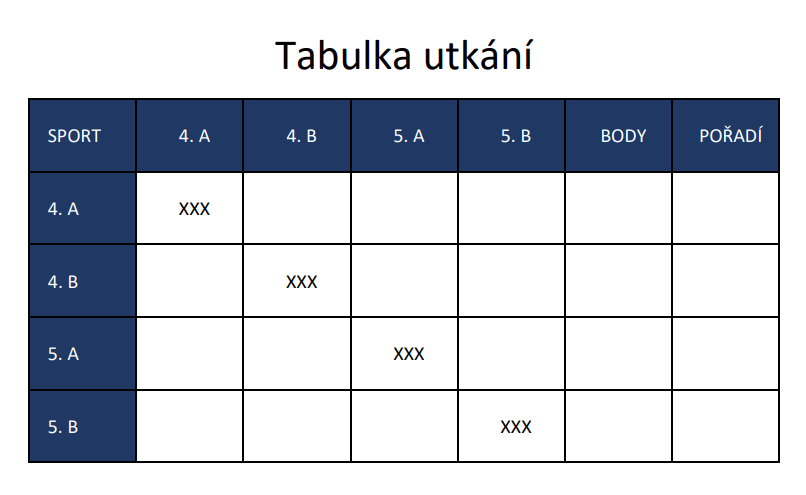 Tabulka utkání
SPORT 4. A 4. B 5. A 5. B BODY POŘADÍ
4. A XXX
4. B XXX
5. A XXX
5. B XXX